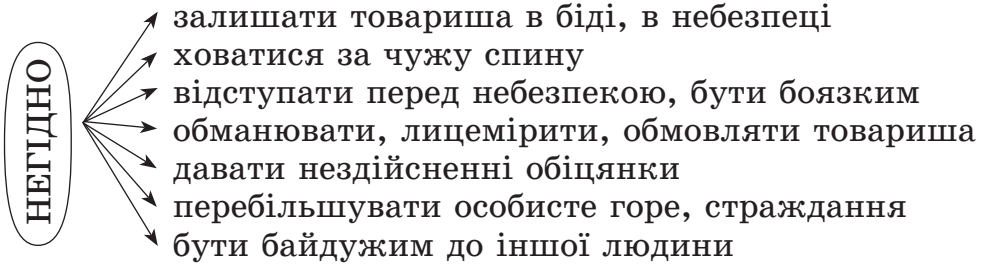 НЕГІДНО
залишати товариша в біді, в небезпеці
ховатися за чужу спину
відступати перед небезпекою, бути боязким
обманювати, лицемірити, обмовляти товариша
давати нездійсненні обіцянки
перебільшувати особисте горе, страждання
бути байдужим до іншої людини